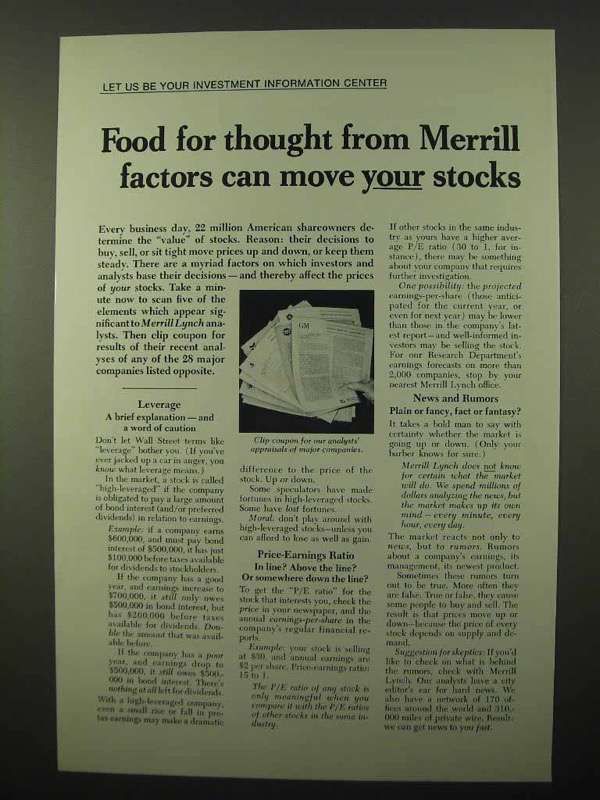 LET US BE YOUR INVESTMENT INFORMATION CENTER
Food for thought from Merrill
factors can move your stocks
Every business day, 22 million American shareowners de-
termine the "value" of stocks. Reason: their decisions to
buy, sell, or sit tight move prices up and down, or keep them
steady. There are a myriad factors on which investors and
analysts base their decisions—and thereby affect the prices
of your stocks. Take a min-
ute now to scan five of the
elements which appear sig-
nificant to Merrill Lynch ana-
lysts. Then clip coupon for
results of their recent anal-
yses of any of the 28 major
companies listed opposite.
Leverage
A brief explanation—and
a word of caution
Don't let Wall Street terms like
"leverage" bother you. (If you've
ever jacked up a car in anger, you
know what leverage means.)
In the market, a stock is called
"high-leveraged" if the company
is obligated to pay a large amount
of bond interest (and/or preferred
dividends) in relation to earnings.
Example: if a company earns
$600,000, and must pay bond
interest of $500,000, it has just
$100,000 before taxes available
for dividends to stockholders.
If the company has a good
year, and earnings increase to
$700,000, it still only owes
$500,000 in bond interest, but
has $200,000 before taxes
available for dividends. Dou-
ble the amount that was avail-
able before.
If the company has a poor
year, and earnings drop to
$500,000, it still owes $500,-
000 in bond interest. There's
nothing at all left for dividends.
With a high-leveraged company,
even a small rise or fall in pre-
tax earnings may make a dramatic
GM
Clip coupon for our analysts'
appraisals of major companies.
difference to the price of the
stock. Up or down.
Some speculators have made
fortunes in high-leveraged stocks.
Some have lost fortunes.
Moral: don't play around with
high-leveraged stocks—unless you
can afford to lose as well as gain.
Price-Earnings Ratio
In line? Above the line?
Or somewhere down the line?
To get the "P/E ratio" for the
stock that interests you, check the
price in your newspaper, and the
annual earnings-per-share in the
company's regular financial re-
ports.
Example: your stock is selling
at $30, and annual earnings are
$2 per share. Price-earnings ratio:
15 to 1.
The P/E ratio of any stock is
only meaningful when you
compare it with the P/E ratios
of other stocks in the same in-
dustry.
If other stocks in the same indus-
try as yours have a higher aver-
age P/E ratio (30 to 1, for in-
stance), there may be something
about your company that requires
further investigation.
One possibility: the projected
earnings-per-share (those antici-
pated for the current year, or
even for next year) may be lower
than those in the company's lat-
est report—and well-informed in-
vestors may be selling the stock.
For our Research Department's
earnings forecasts on more than
2,000 companies, stop by your
nearest Merrill Lynch office.
News and Rumors
Plain or fancy, fact or fantasy?
It takes a bold man to say with
certainty whether the market is
going up or down. (Only your
barber knows for sure.)
Merrill Lynch does not know
for certain what the market
will do. We spend millions of
dollars analyzing the news, but
the market makes up its own
mind—every minute, every
hour, every day.
The market reacts not only to
news, but to rumors. Rumors
about a company's earnings, its
management, its newest product.
Sometimes these rumors turn
out to be true. More often they
are false. True or false, they cause
some people to buy and sell. The
result is that prices move up or
down—because the price of every
stock depends on supply and de-
mand.
Suggestion for skeptics: If you'd
like to check on what is behind
the rumors, check with Merrill
Lynch. Our analysts have a city
editor's ear for hard news. We
also have a network of 170 of-
fices around the world and 310,-
000 miles of private wire. Result:
we can get news to you fast.